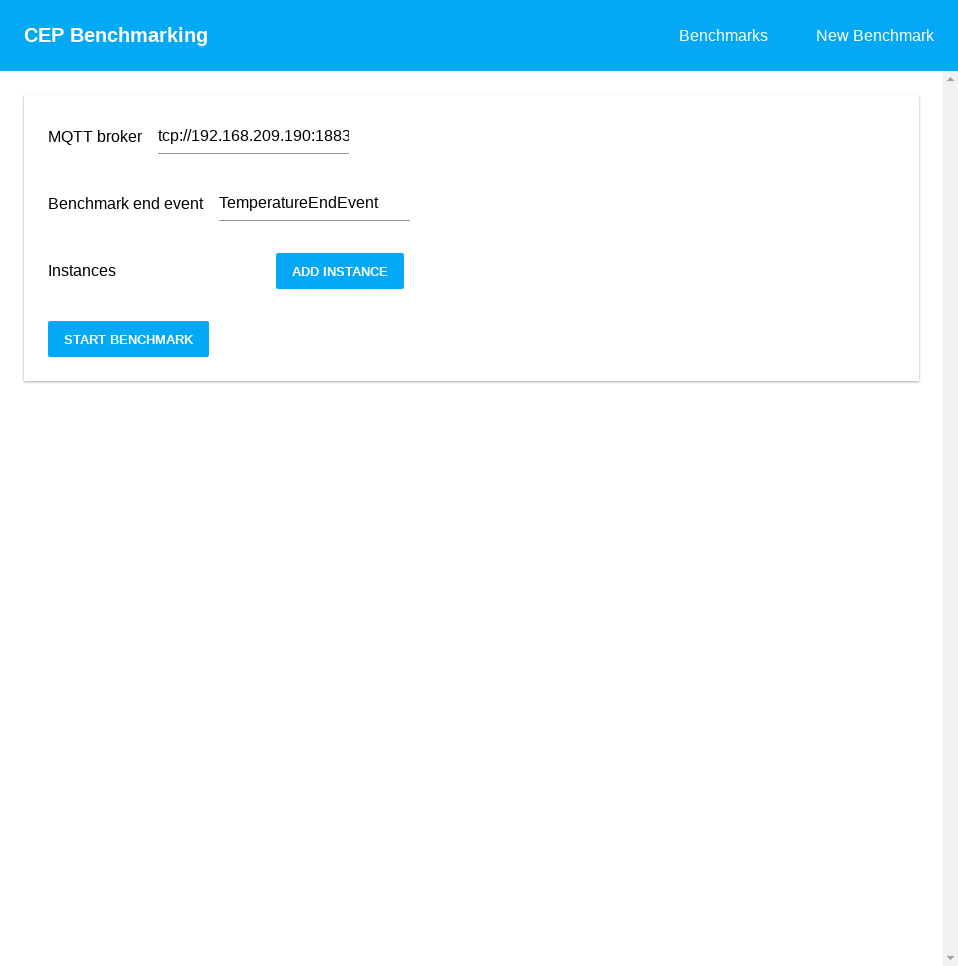 CEP Benchmarking Benchmarks New Benchmark
MQTT broker tcp://192.168.209.190:1883
Benchmark end event TemperatureEndEvent
Instances ADD INSTANCE
START BENCHMARK